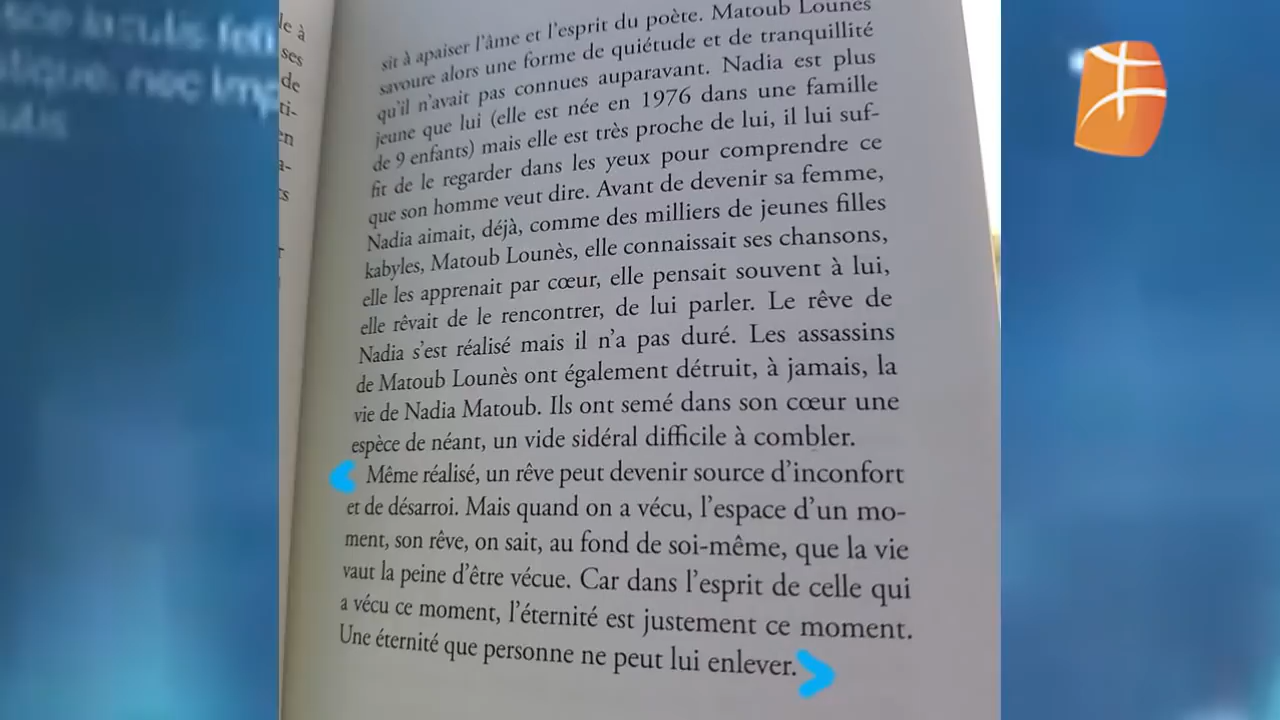 sit à apaiser l'âme et l'esprit du poète. Matoub Lounès
savoure alors une forme de quiétude et de tranquillité
qu'il n'avait pas connues auparavant. Nadia est plus
jeune que lui (elle est née en 1976 dans une famille
de 9 enfants) mais elle est très proche de lui, il lui suf-
fit de le regarder dans les yeux pour comprendre ce
que son homme veut dire. Avant de devenir sa femme,
Nadia aimait, déjà, comme des milliers de jeunes filles
kabyles, Matoub Lounès, elle connaissait ses chansons,
elle les apprenait par cœur, elle pensait souvent à lui,
elle rêvait de le rencontrer, de lui parler. Le rêve de
Nadia s'est réalisé mais il n'a pas duré. Les assassins
de Matoub Lounès ont également détruit, à jamais, la
vie de Nadia Matoub. Ils ont semé dans son cœur une
espèce de néant, un vide sidéral difficile à combler.
Même réalisé, un rêve peut devenir source d'inconfort
et de désarroi. Mais quand on a vécu, l'espace d'un mo-
ment, son rêve, on sait, au fond de soi-même, que la vie
vaut la peine d'être vécue. Car dans l'esprit de celle qui
a vécu ce moment, l'éternité est justement ce moment.
Une éternité que personne ne peut lui enlever.